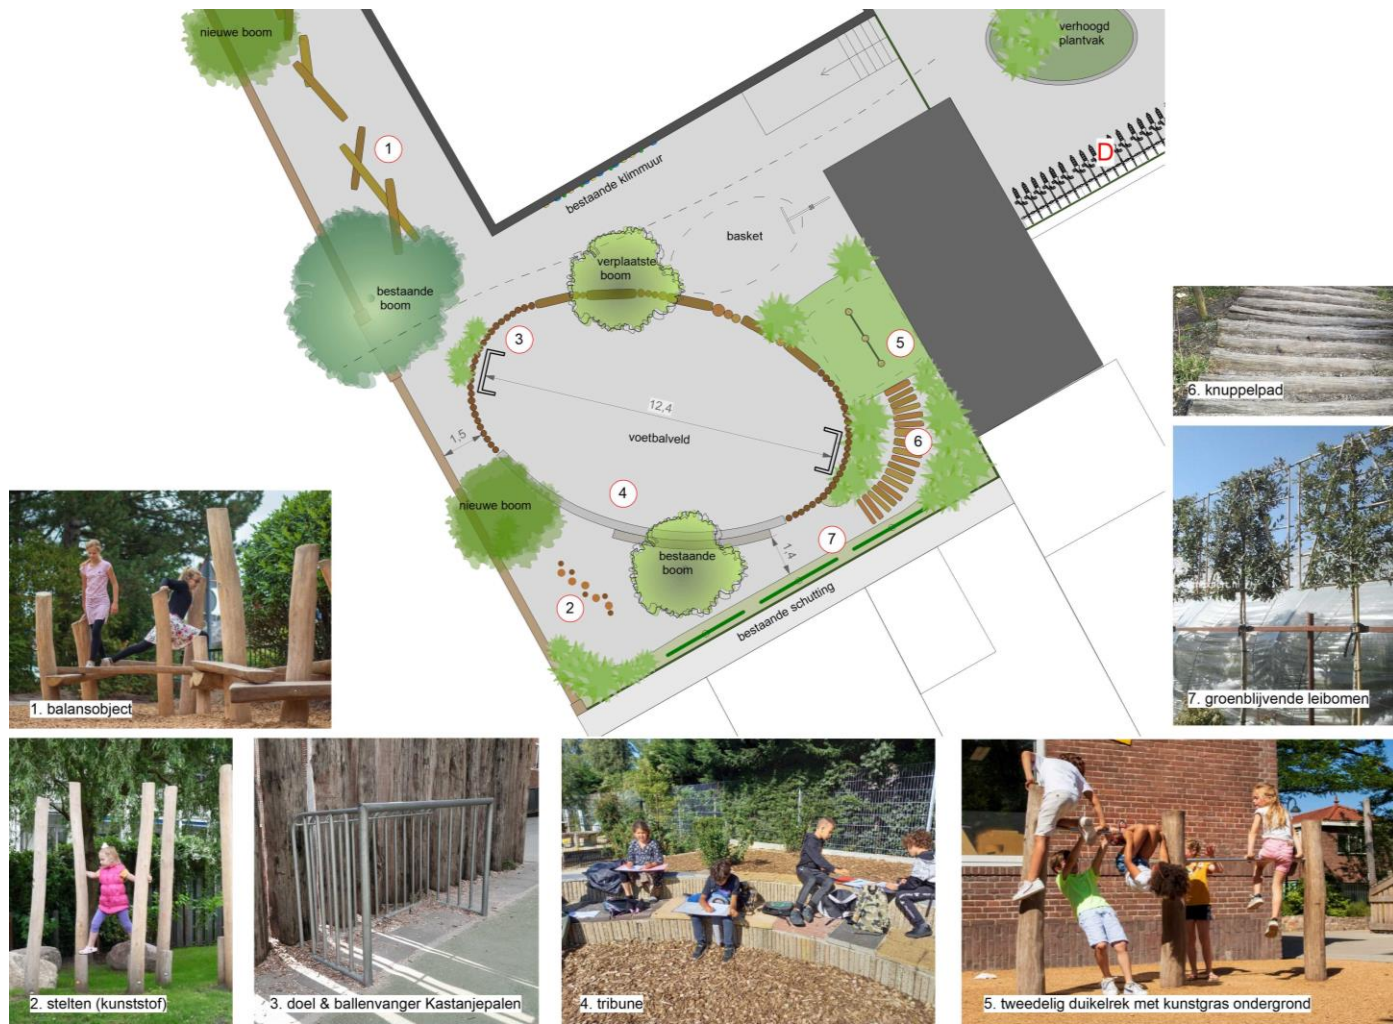 nieuwe boom
verhoogd
plantvak
1
D
bestaande klimmuur
basket
verplaatste
boom
bestaande
boom
3
5
6. knuppelpad
12,4
1,5
voetbalveld
6
4
nieuwe boom
7
1,4
bestaande
boom
2
bestaande schutting
1. balansobject
7. groenblijvende leibomen
2. stelten (kunststof)
3. doel & ballenvanger Kastanjepalen
4. tribune
5. tweedelig duikelrek met kunstgras ondergrond